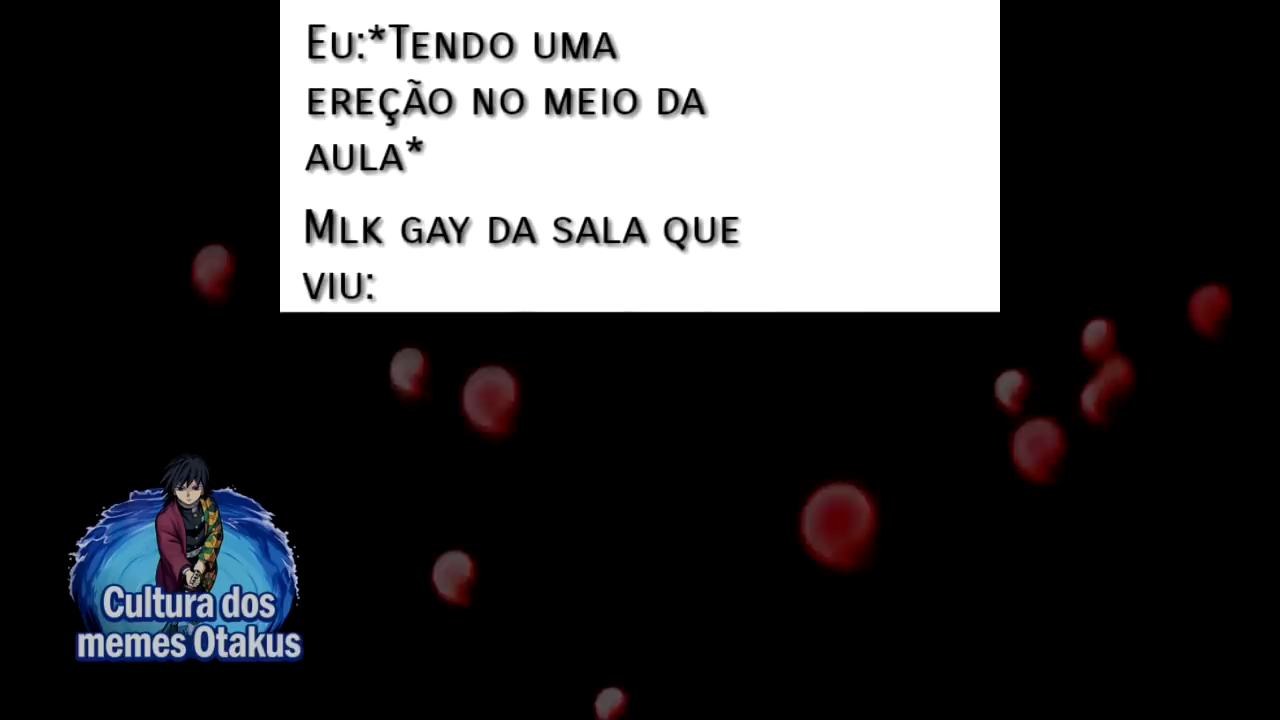 Eu:*Tendo uma
ereção no meio da
aula*
Mlk gay da sala que
viu:
Cultura dos
memes Otakus